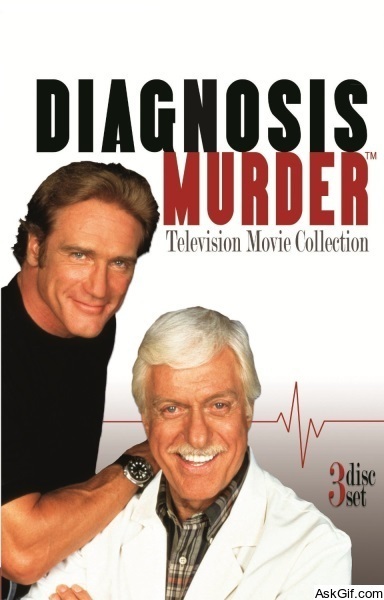 DIAGNOSIS
MURDER™
Television Movie Collection
3 disc
set
AskGif.com